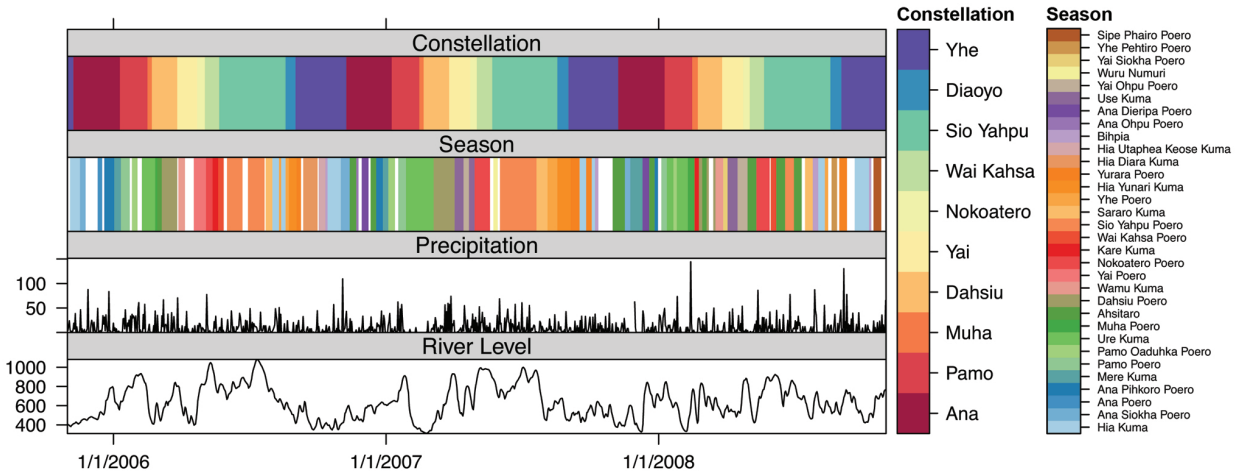 Constellation
Season
Precipitation
100
50
River Level
1000
800
600
400
1/1/2006
1/1/2007
1/1/2008
Constellation
Yhe
Diaoyo
Sio Yahpu
Wai Kahsa
Nokoatero
Yai
Dahsiu
Muha
Pamo
Ana
Season
Sipe Phairo Poero
Yhe Pehtiro Poero
Yai Siokha Poero
Wuru Numuri
Yai Ohpu Poero
Use Kuma
Ana Dieripa Poero
Ana Ohpu Poero
Bihpia
Hia Utaphea Keose Kuma
Hia Diara Kuma
Yurara Poero
Hia Yunari Kuma
Yhe Poero
Sararo Kuma
Sio Yahpu Poero
Wai Kahsa Poero
Kare Kuma
Nokoatero Poero
Yai Poero
Wamu Kuma
Dahsiu Poero
Ahsitaro
Muha Poero
Ure Kuma
Pamo Oaduhka Poero
Pamo Poero
Mere Kuma
Ana Pihkoro Poero
Ana Poero
Ana Siokha Poero
Hia Kuma